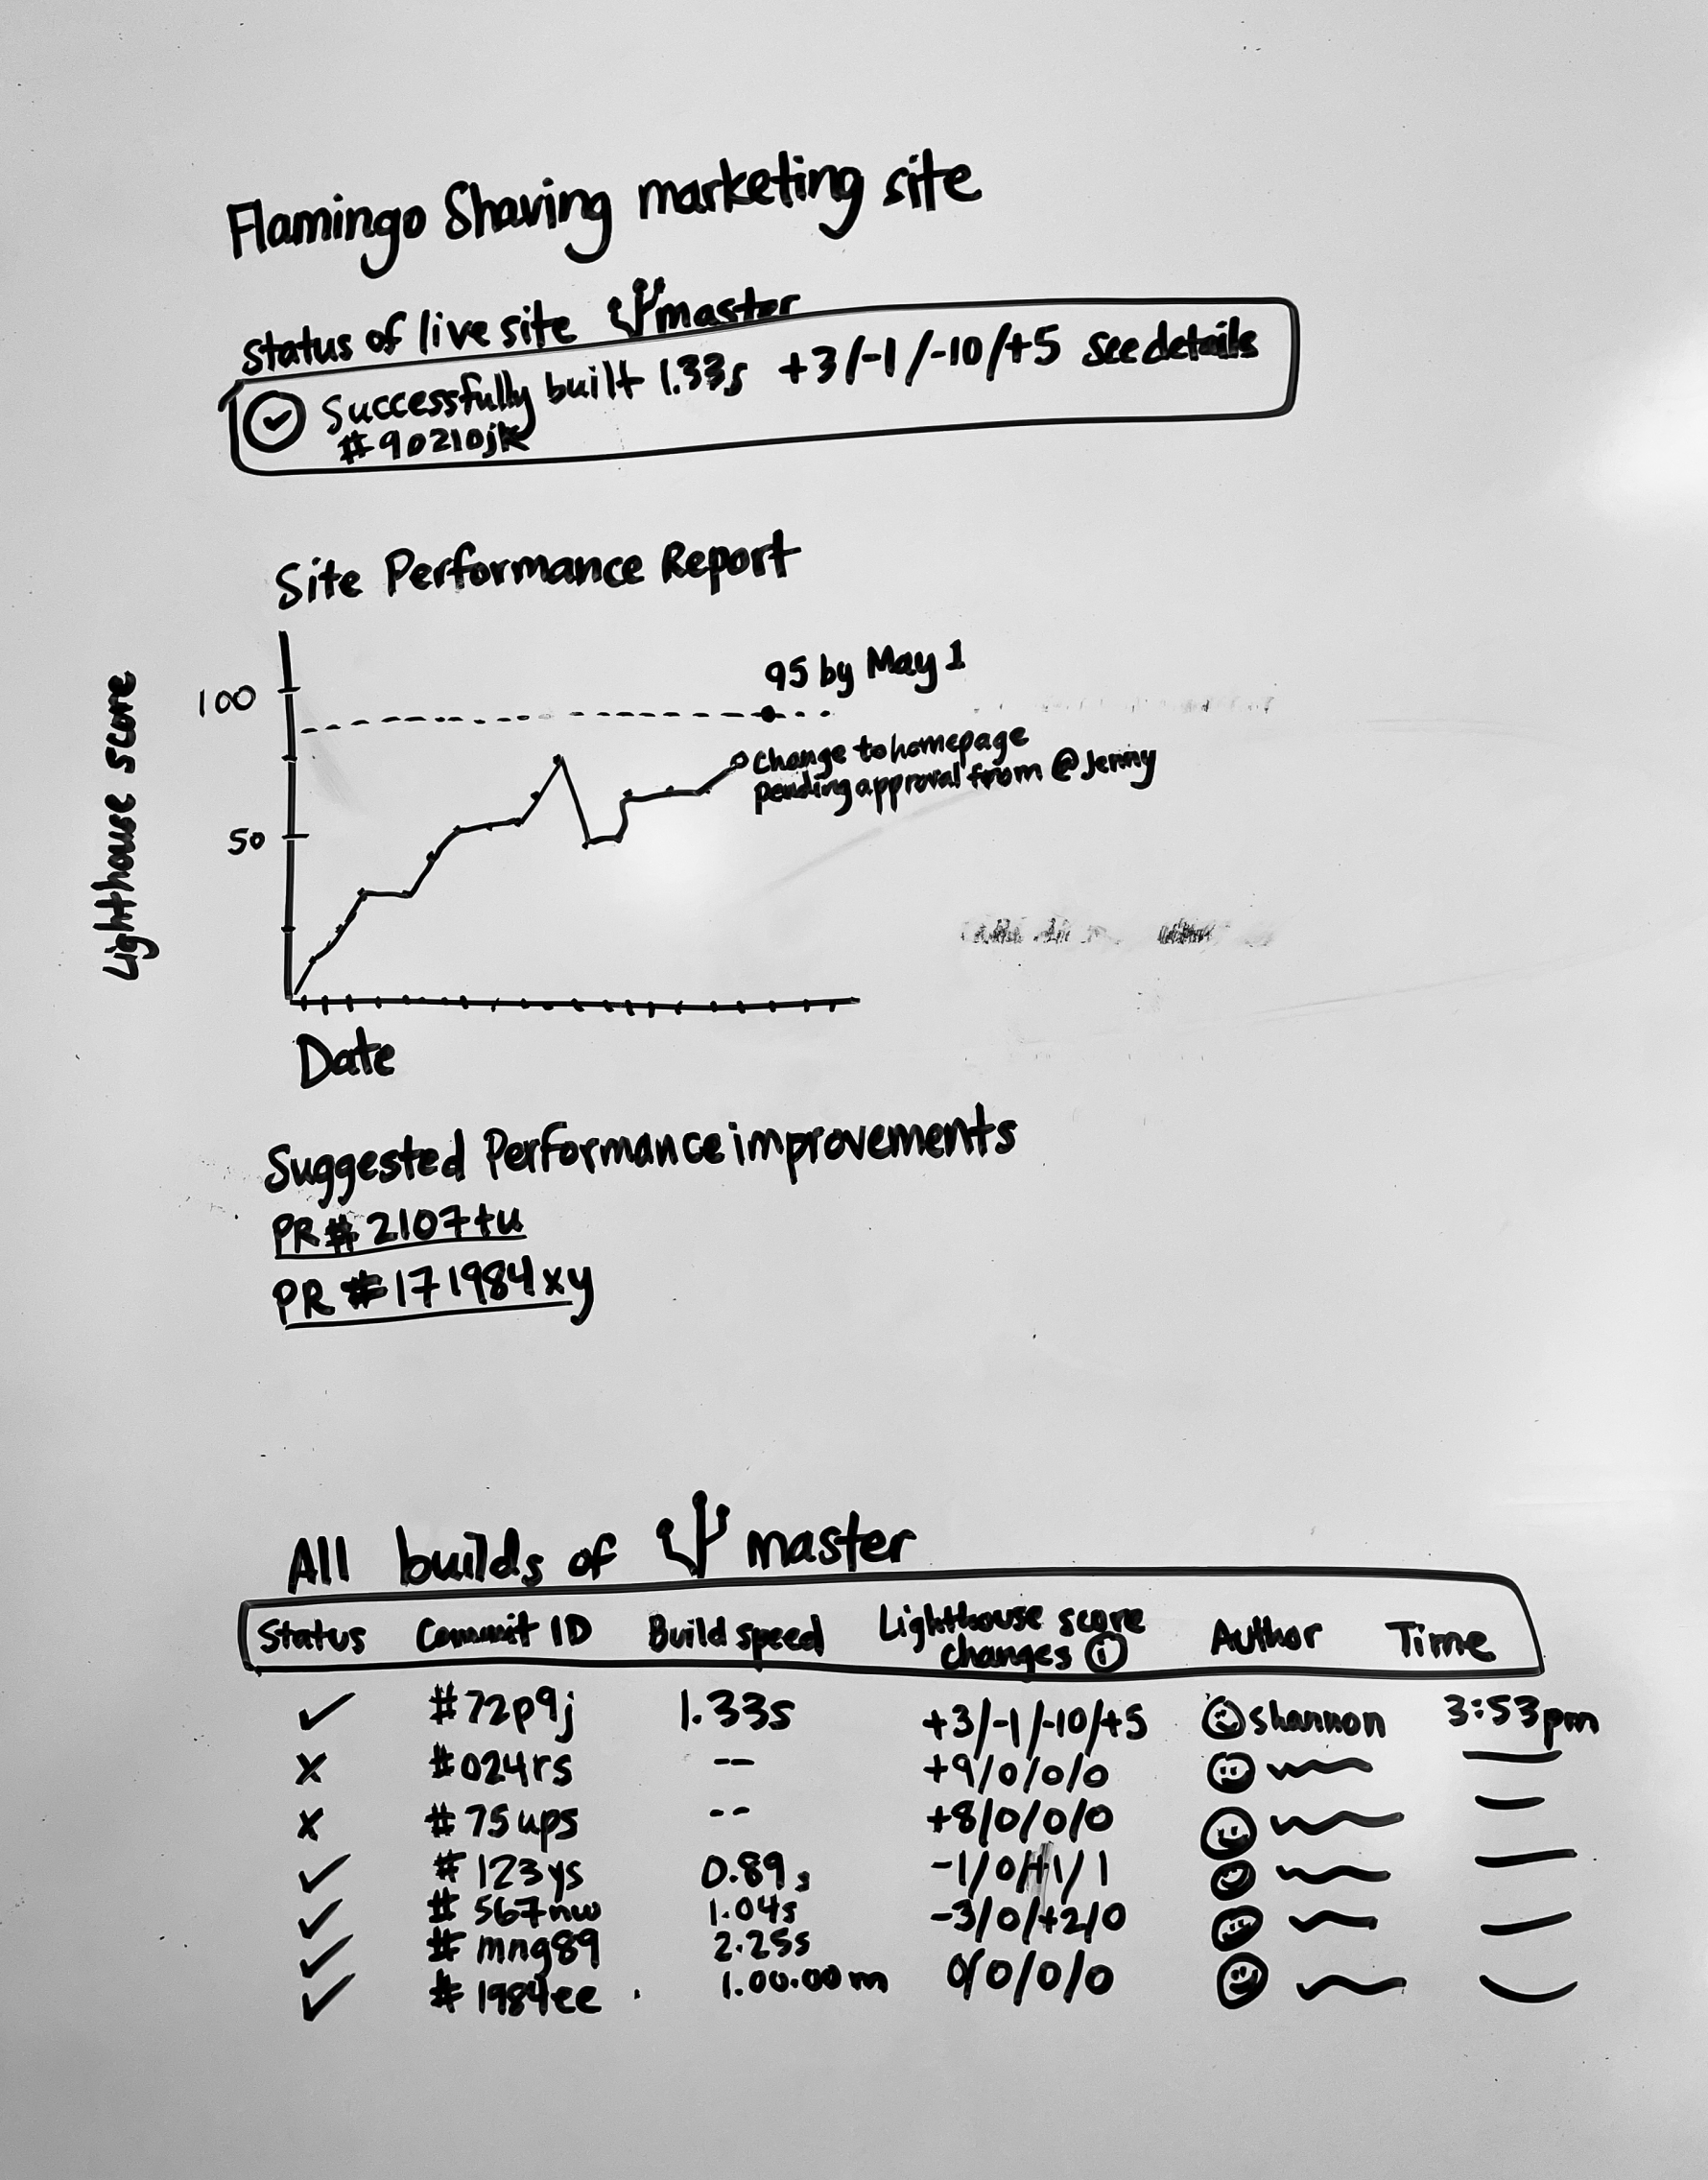 Flamingo Shaving marketing site
Status of live site master
Successfully built 1.33s +3/-1/-10/+5 see details
#90210jk
Site Performance Report
Lighthouse score
100
50
95 by May 1
Change to homepage
pending approval from @Jenny
Date
Suggested Performance improvements
PR# 2107tu
PR #171984xy
All builds of master
Status Commit ID Build speed Lighthouse score changes i Author Time
✓ #72p9j 1.33s +3/-1/-10/+5 shannon 3:53pm
x #024rs -- +9/0/0/0
x #75ups -- +8/0/0/0
✓ #123ys 0.89s -1/0/+1/1
✓ #567nw 1.04s -3/0/+2/0
✓ #mng89 2.25s
✓ #1984ee 1.00.00m 0/0/0/0